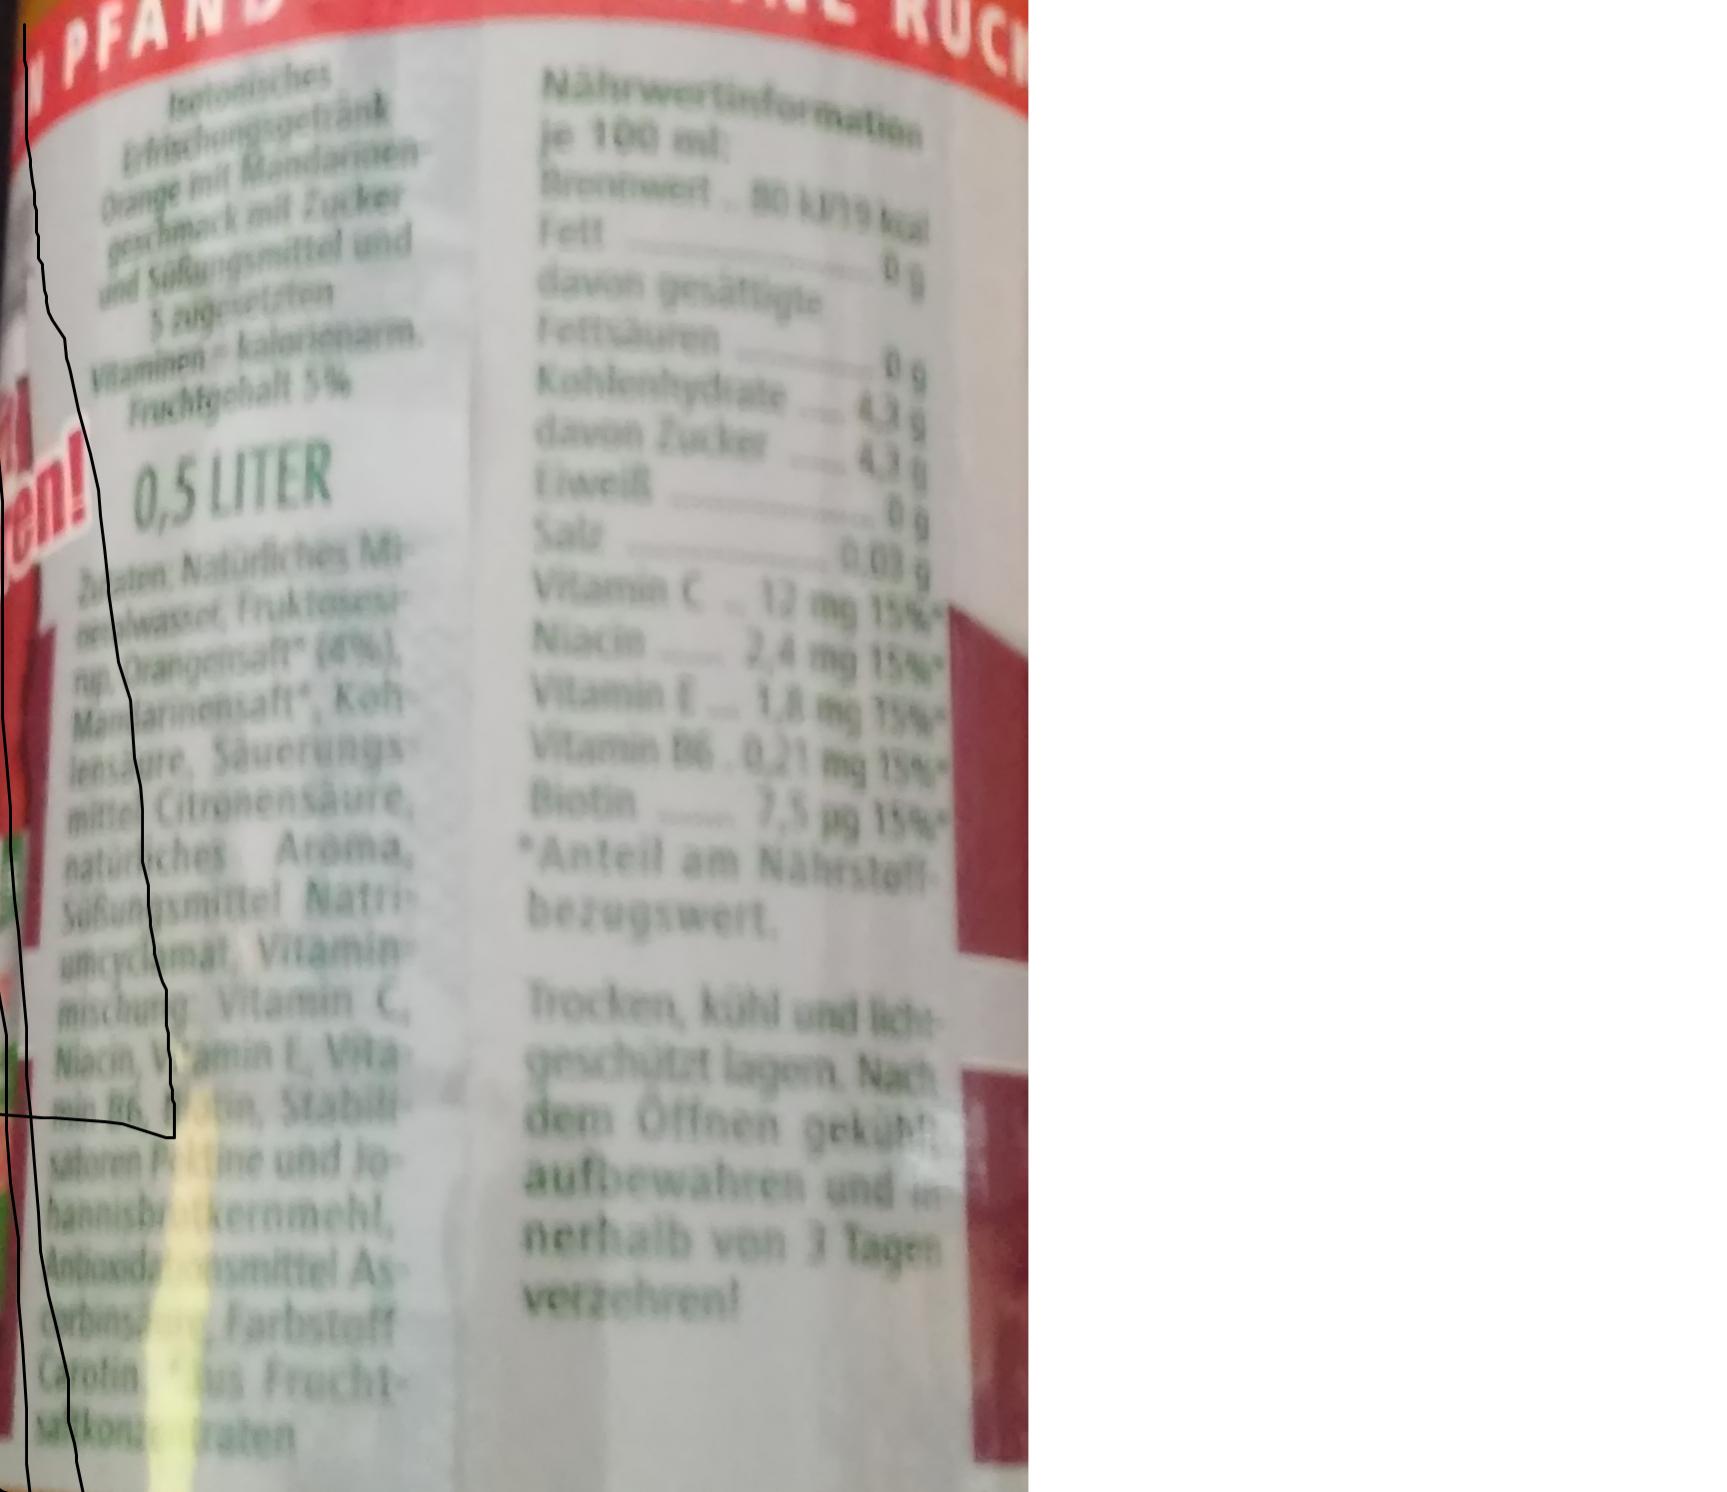 PFAND
Isotonisches
Erfrischungsgetränk
Orange mit Mandarinen-
geschmack mit Zucker
und Süßungsmittel und
5 zugesetzten
Vitaminen - kalorienarm.
Fruchtgehalt 5%
en!
0,5 LITER
Zutaten: Natürliches Mi-
neralwasser, Fruktosesi-
rup, Orangensaft* (4%),
Mandarinensaft*, Koh-
lensäure, Säuerungs-
mittel Citronensäure,
natürliches Aroma,
Süßungsmittel Natri-
umcyclamat, Vitamin-
mischung: Vitamin C,
Niacin, Vitamin E, Vita-
min B6, Biotin, Stabili-
satoren Pektine und Jo-
hannisbrotkernmehl,
Antioxidationsmittel As-
corbinsäure, Farbstoff
Carotin. *aus Frucht-
saftkonzentraten
Nährwertinformation
je 100 ml:
Brennwert .. 80 kJ/19 kcal
Fett 0 g
davon gesättigte
Fettsäuren 0 g
Kohlenhydrate 4,3 g
davon Zucker 4,3 g
Eiweiß 0 g
Salz 0,03 g
Vitamin C .. 12 mg 15%*
Niacin 2,4 mg 15%*
Vitamin E ... 1,8 mg 15%*
Vitamin B6 . 0,21 mg 15%*
Biotin 7,5 µg 15%*
*Anteil am Nährstoff-
bezugswert.
Trocken, kühl und licht-
geschützt lagern. Nach
dem Öffnen gekühlt
aufbewahren und in-
nerhalb von 3 Tagen
verzehren!